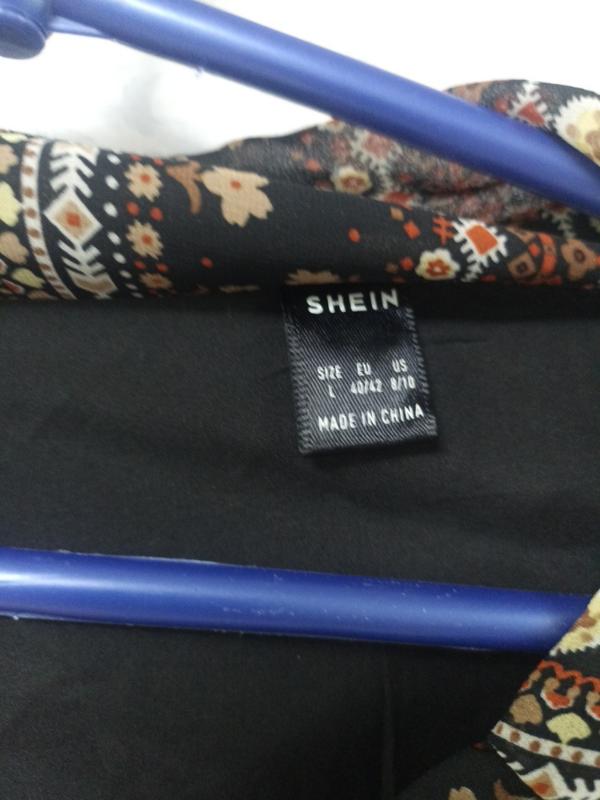 SHEIN
SIZE EU US
L 40/42 8/10
MADE IN CHINA